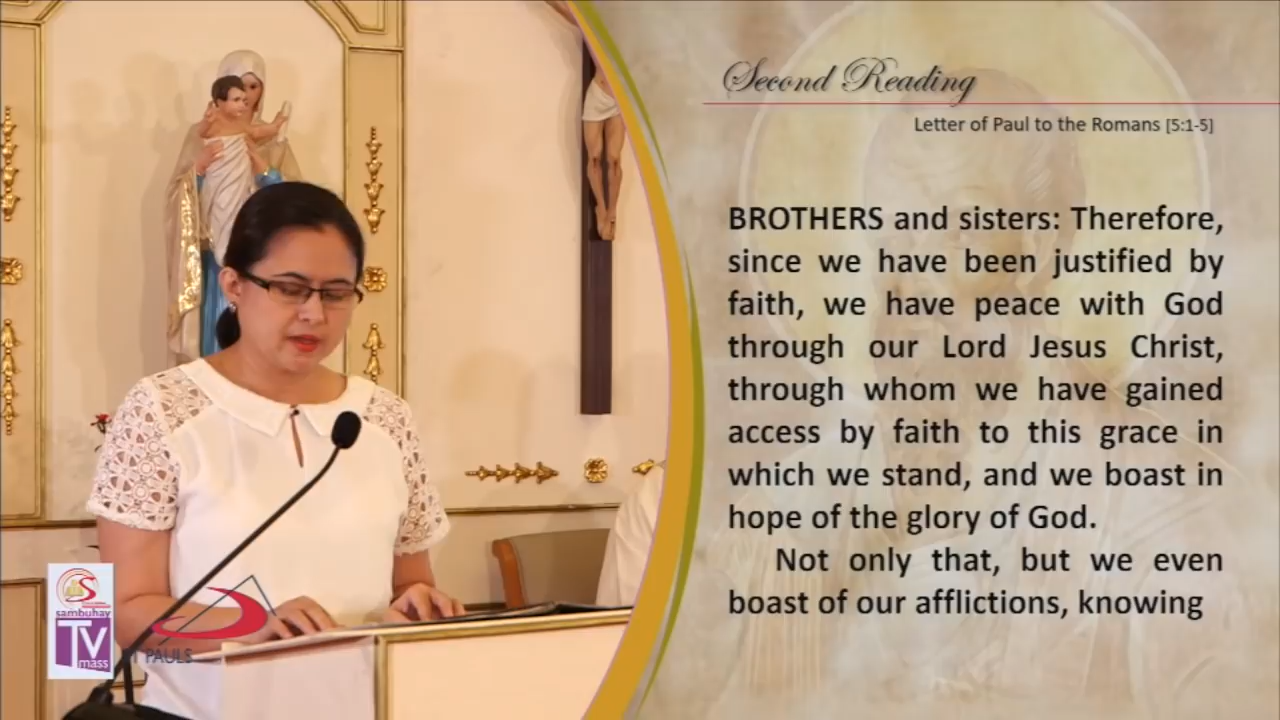 Second Reading
Letter of Paul to the Romans [5:1-5]
BROTHERS and sisters: Therefore,
since we have been justified by
faith, we have peace with God
through our Lord Jesus Christ,
through whom we have gained
access by faith to this grace in
which we stand, and we boast in
hope of the glory of God.
Not only that, but we even
boast of our afflictions, knowing
sambuhay
TV
mass
ST PAULS